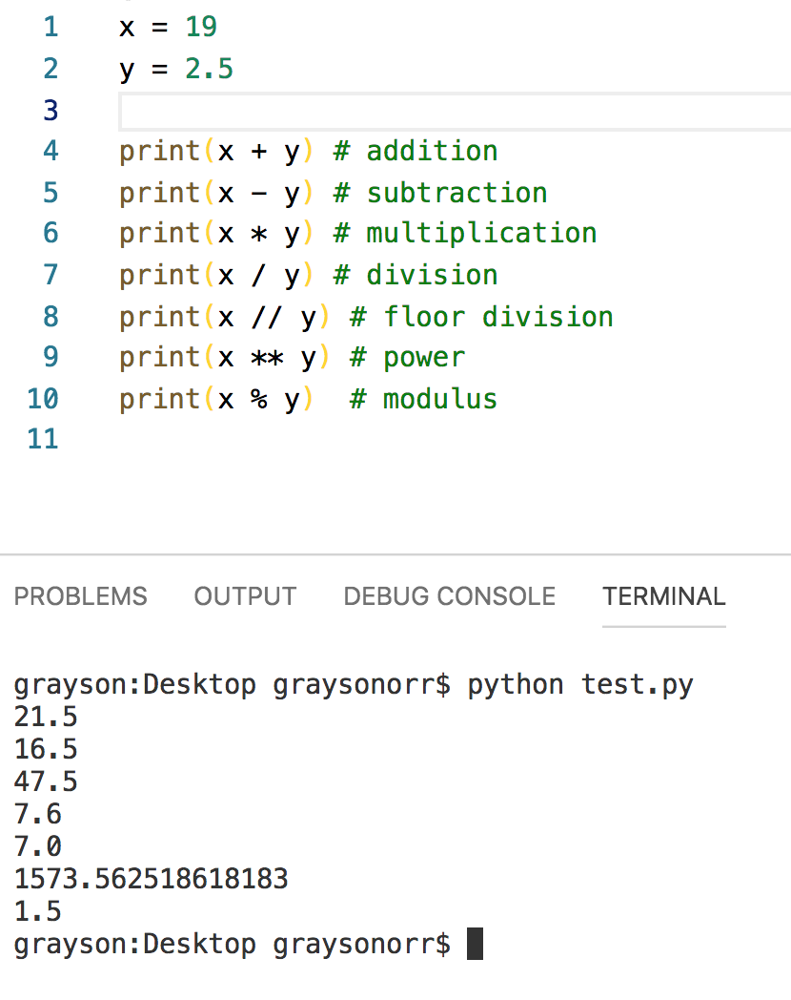 1 x = 19
2 y = 2.5
3
4 print(x + y) # addition
5 print(x - y) # subtraction
6 print(x * y) # multiplication
7 print(x / y) # division
8 print(x // y) # floor division
9 print(x ** y) # power
10 print(x % y)  # modulus
11
PROBLEMS OUTPUT DEBUG CONSOLE TERMINAL
grayson:Desktop graysonorr$ python test.py
21.5
16.5
47.5
7.6
7.0
1573.562518618183
1.5
grayson:Desktop graysonorr$